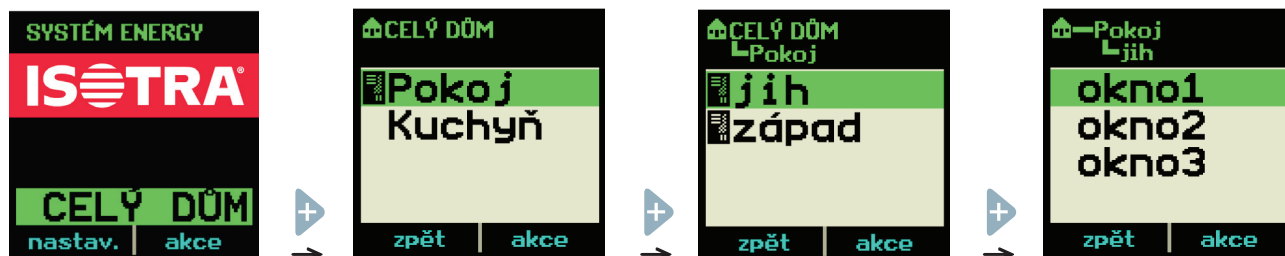 SYSTÉM ENERGY
ISOTRA®
CELÝ DŮM
nastav. akce
CELÝ DŮM
Pokoj
Kuchyň
zpět akce
CELÝ DŮM
Pokoj
jih
západ
zpět akce
Pokoj
jih
okno1
okno2
okno3
zpět akce